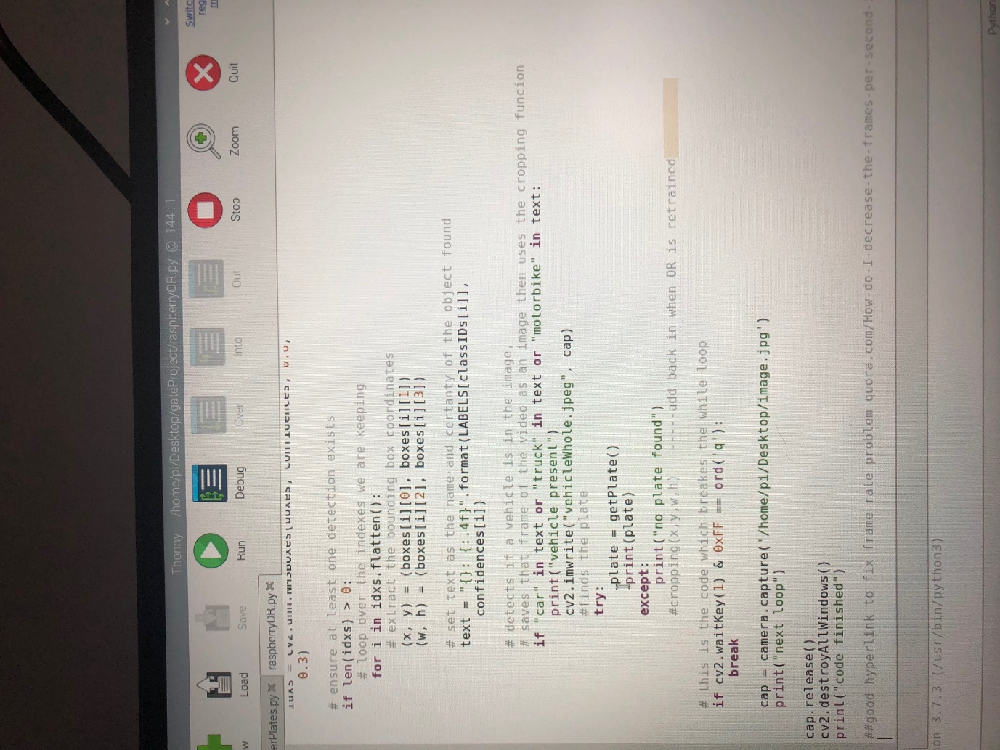 Thonny - /home/pi/Desktop/gateProject/raspberryOR.py @ 144 : 1
Load
Save
Run
Debug
Over
Into
Out
Stop
Zoom
Quit
Switc
reg
erPlates.py ✕ raspberryOR.py ✕
0.3)
# ensure at least one detection exists
if len(idxs) > 0:
# loop over the indexes we are keeping
for i in idxs.flatten():
# extract the bounding box coordinates
(x, y) = (boxes[i][0], boxes[i][1])
(w, h) = (boxes[i][2], boxes[i][3])
# set text as the name and certanty of the object found
text = "{}: {:.4f}".format(LABELS[classIDs[i]],
confidences[i])
# detects if a vehicle is in the image,
# saves that frame of the video as an image then uses the cropping funcion
if "car" in text or "truck" in text or "motorbike" in text:
print("vehicle present")
cv2.imwrite("vehicleWhole.jpeg", cap)
#finds the plate
try:
plate = getPlate()
print(plate)
except:
print("no plate found")
#cropping(x,y,w,h) ------add back in when OR is retrained
# this is the code which breakes the while loop
if cv2.waitKey(1) & 0xFF == ord('q'):
break
cap = camera.capture('/home/pi/Desktop/image.jpg')
print("next loop")
cap.release()
cv2.destroyAllWindows()
print("code finished")
##good hyperlink to fix frame rate problem quora.com/How-do-I-decrease-the-frames-per-second-
on 3.7.3 (/usr/bin/python3)
Python